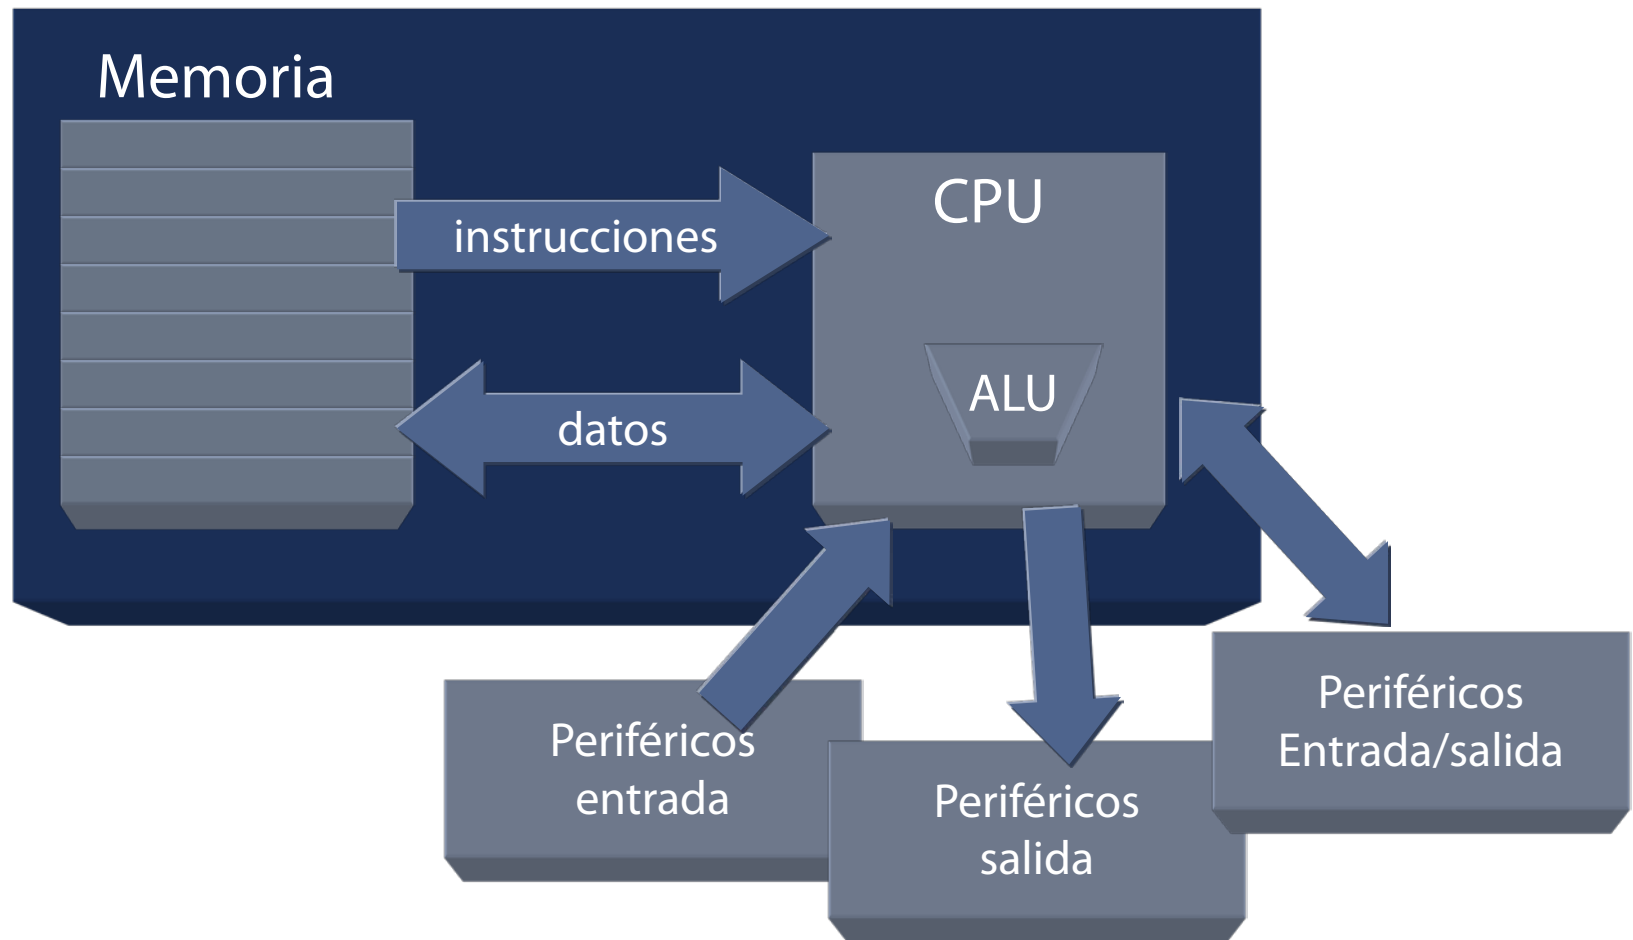 Memoria
CPU
instrucciones
ALU
datos
Periféricos
entrada
Periféricos
salida
Periféricos
Entrada/salida